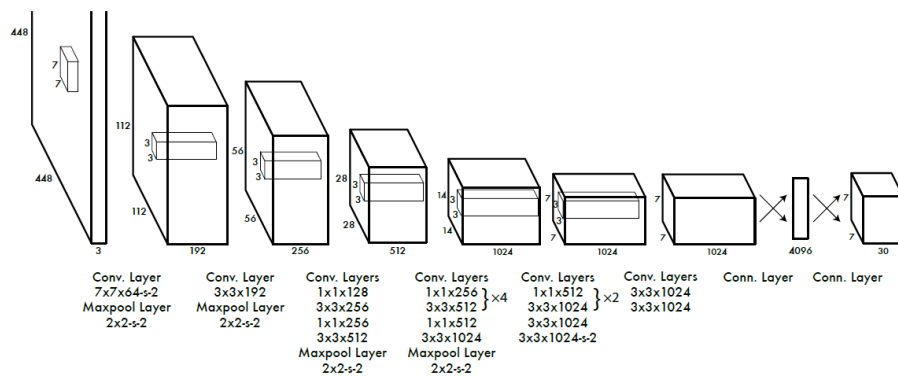 448
7
7
448
3
112
3
3
112
192
56
3
3
56
256
28
3
3
28
512
14
3
3
14
1024
7
3
3
7
1024
7
7
1024
4096
7
7
30
Conv. Layer
7x7x64-s-2
Maxpool Layer
2x2-s-2
Conv. Layer
3x3x192
Maxpool Layer
2x2-s-2
Conv. Layers
1x1x128
3x3x256
1x1x256
3x3x512
Maxpool Layer
2x2-s-2
Conv. Layers
1x1x256
3x3x512
}×4
1x1x512
3x3x1024
Maxpool Layer
2x2-s-2
Conv. Layers
1x1x512
3x3x1024
}×2
3x3x1024
3x3x1024-s-2
Conv. Layers
3x3x1024
3x3x1024
Conn. Layer
Conn. Layer